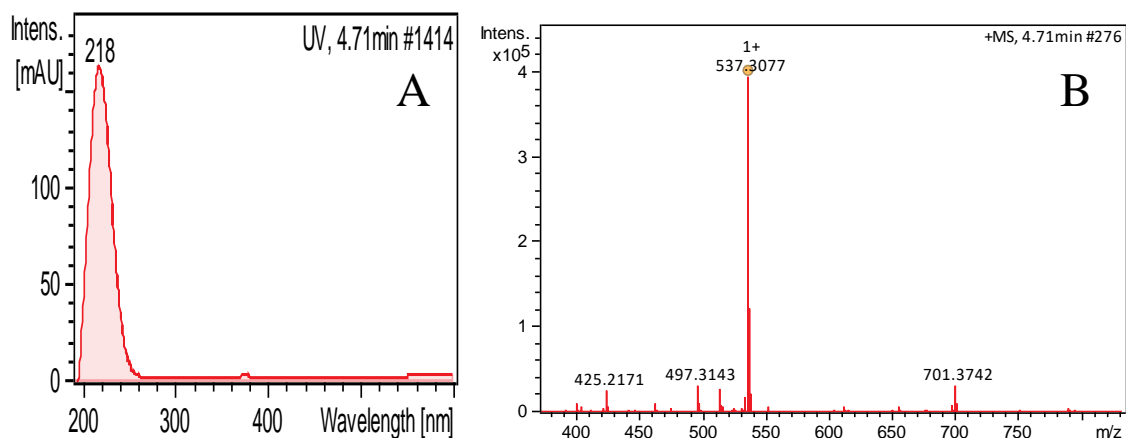 Intens.
[mAU]
UV, 4.71min #1414
218
A
100
50
0
200
300
400
Wavelength [nm]
Intens.
x10⁵
+MS, 4.71min #276
1+
537.3077
B
4
3
2
1
0
425.2171
497.3143
701.3742
400
450
500
550
600
650
700
750
m/z